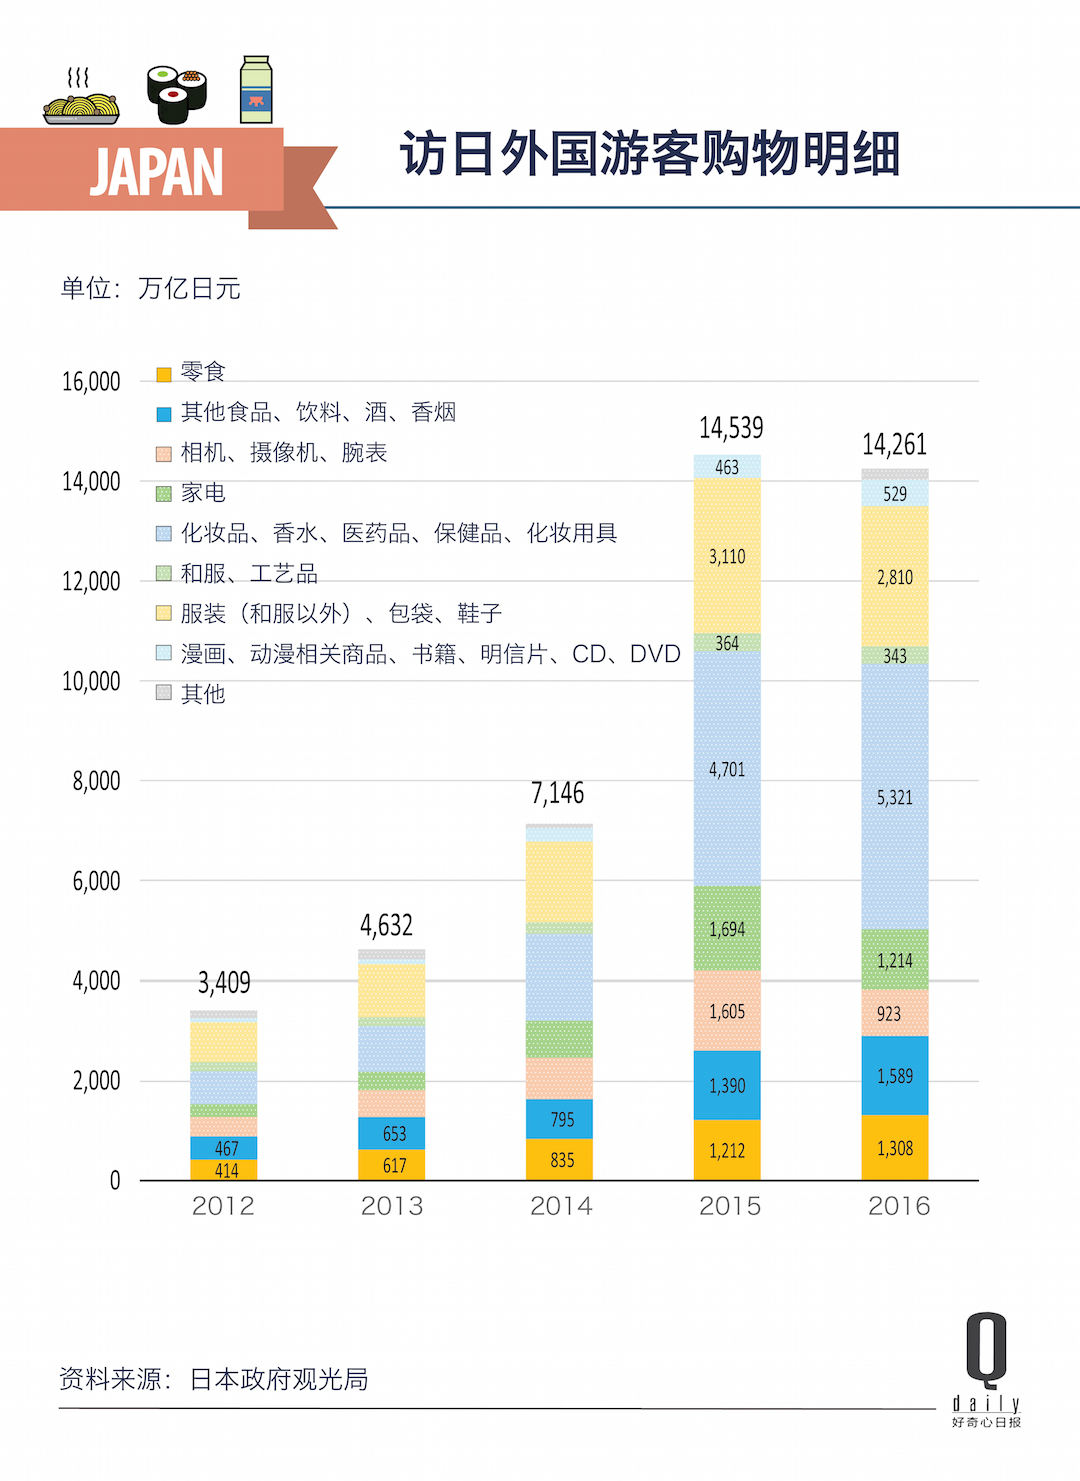 JAPAN
访日外国游客购物明细
单位：万亿日元
16,000
14,000
12,000
10,000
8,000
6,000
4,000
2,000
0
零食
其他食品、饮料、酒、香烟
相机、摄像机、腕表
家电
化妆品、香水、医药品、保健品、化妆用具
和服、工艺品
服装（和服以外）、包袋、鞋子
漫画、动漫相关商品、书籍、明信片、CD、DVD
其他
3,409
467
414
4,632
653
617
7,146
795
835
14,539
463
3,110
364
4,701
1,694
1,605
1,390
1,212
14,261
529
2,810
343
5,321
1,214
923
1,589
1,308
2012 2013 2014 2015 2016
资料来源：日本政府观光局
Q
daily
好奇心日报